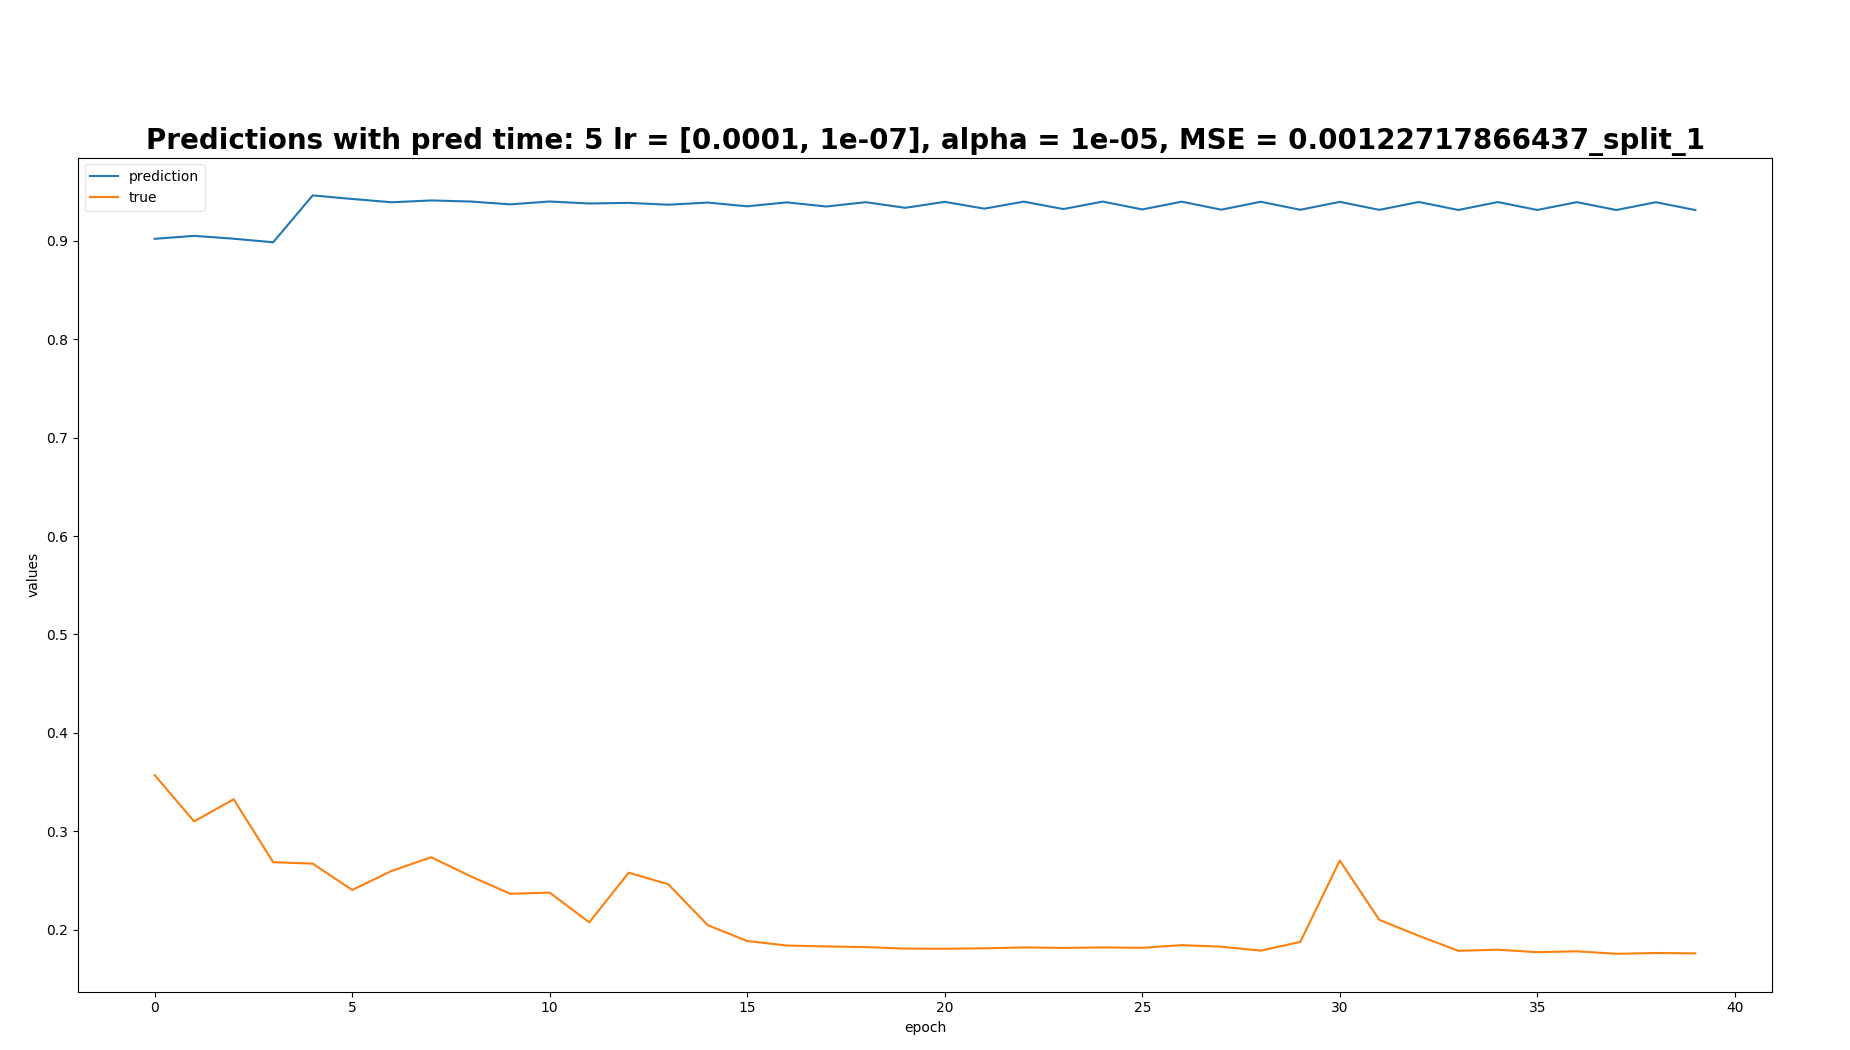 Predictions with pred time: 5 lr = [0.0001, 1e-07], alpha = 1e-05, MSE = 0.00122717866437_split_1
prediction
true
0.9
0.8
0.7
0.6
0.5
0.4
0.3
0.2
values
0 5 10 15 20 25 30 35 40
epoch